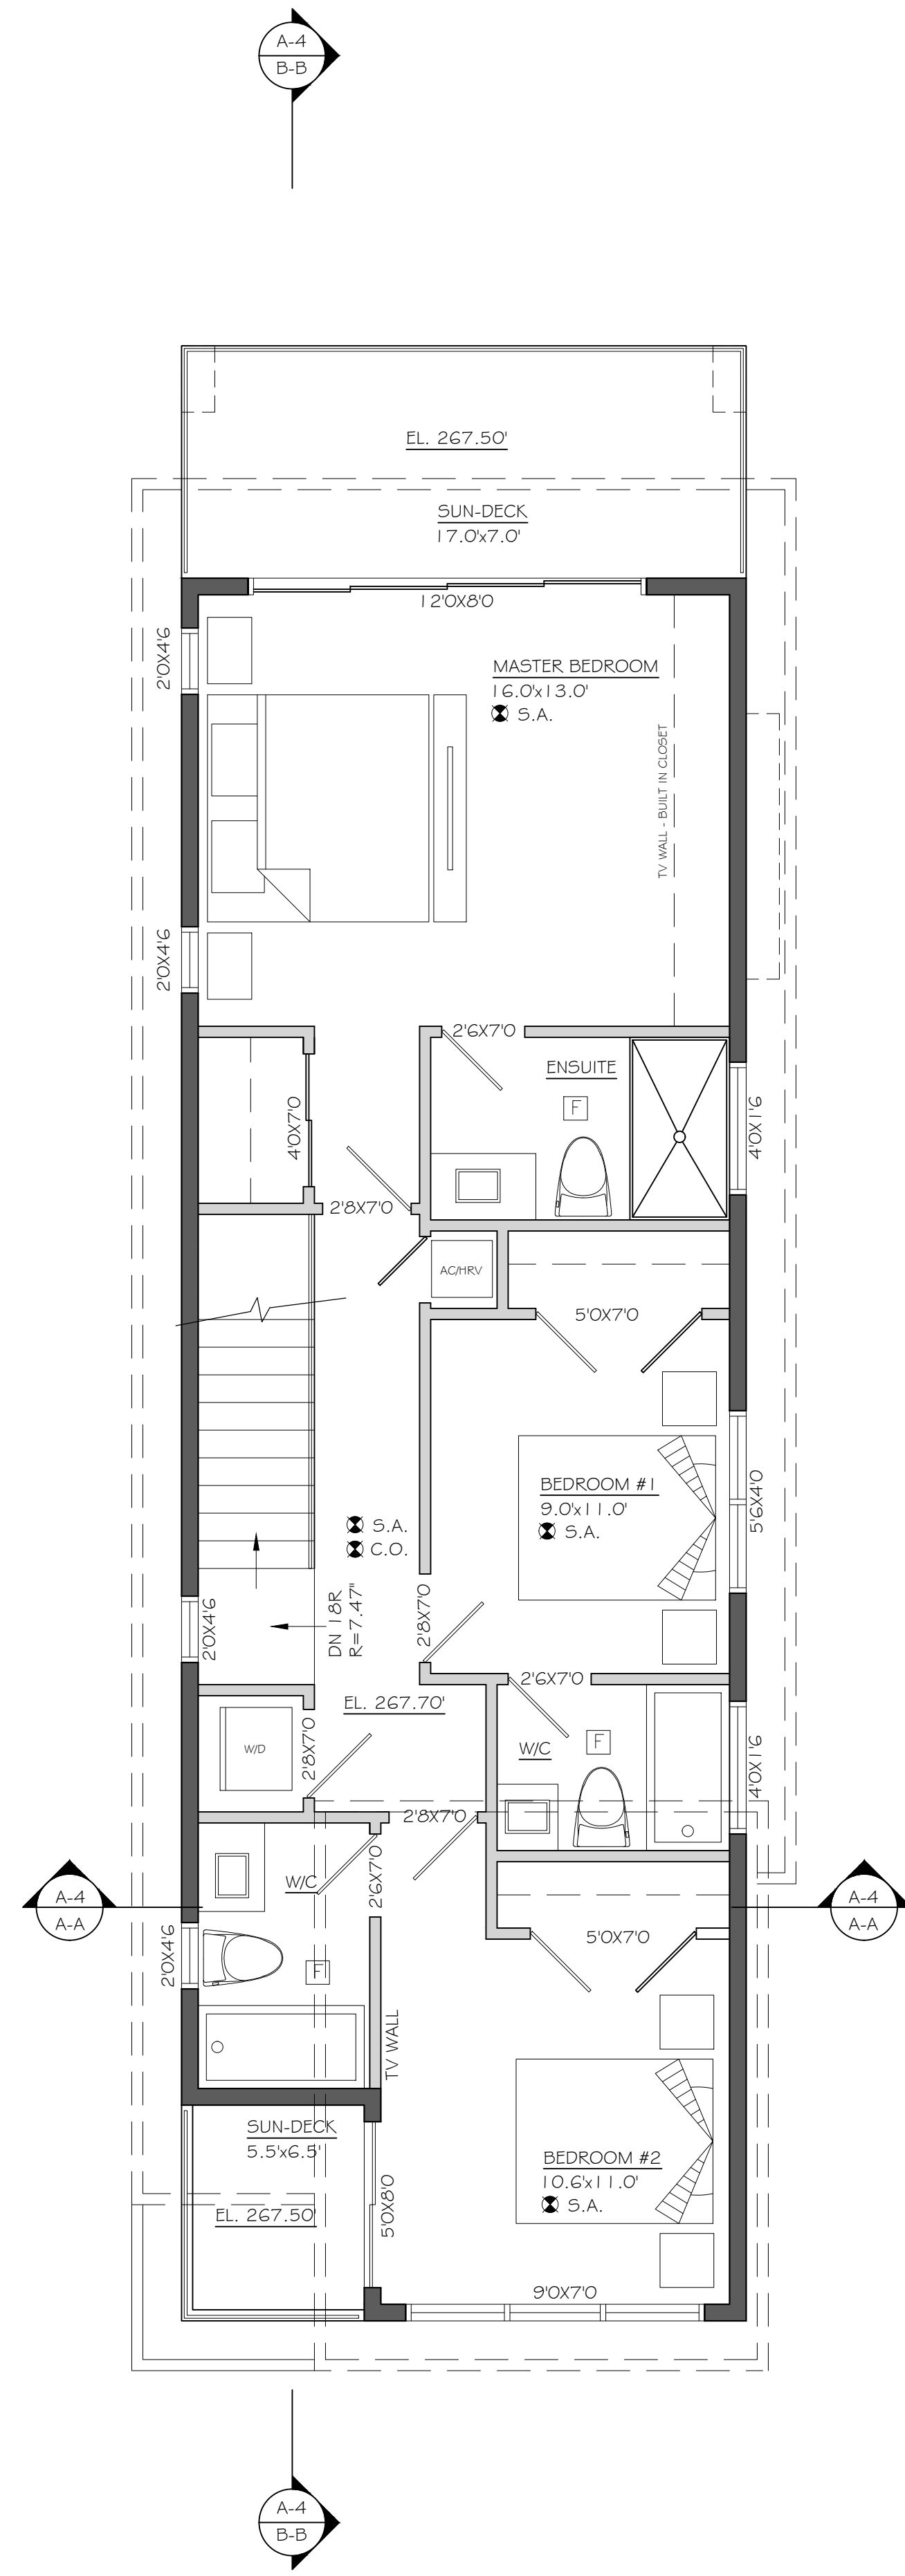 A-4
B-B
EL. 267.50'
SUN-DECK
17.0'x7.0'
12'0X8'0
2'0X4'6
MASTER BEDROOM
16.0'x13.0'
S.A.
TV WALL - BUILT IN CLOSET
2'0X4'6
2'6X7'0
ENSUITE
F
4'0X7'0
4'0X1'6
2'8X7'0
AC/HRV
5'0X7'0
BEDROOM #1
9.0'x11.0'
S.A.
5'6X4'0
S.A.
C.O.
DN 18R
R=7.47"
2'8X7'0
2'0X4'6
2'6X7'0
EL. 267.70'
W/D
2'8X7'0
W/C
F
4'0X1'6
2'8X7'0
W/C
2'6X7'0
A-4
A-A
A-4
A-A
2'0X4'6
F
5'0X7'0
TV WALL
SUN-DECK
5.5'x6.5'
BEDROOM #2
10.6'x11.0'
S.A.
EL. 267.50'
5'0X8'0
9'0X7'0
A-4
B-B